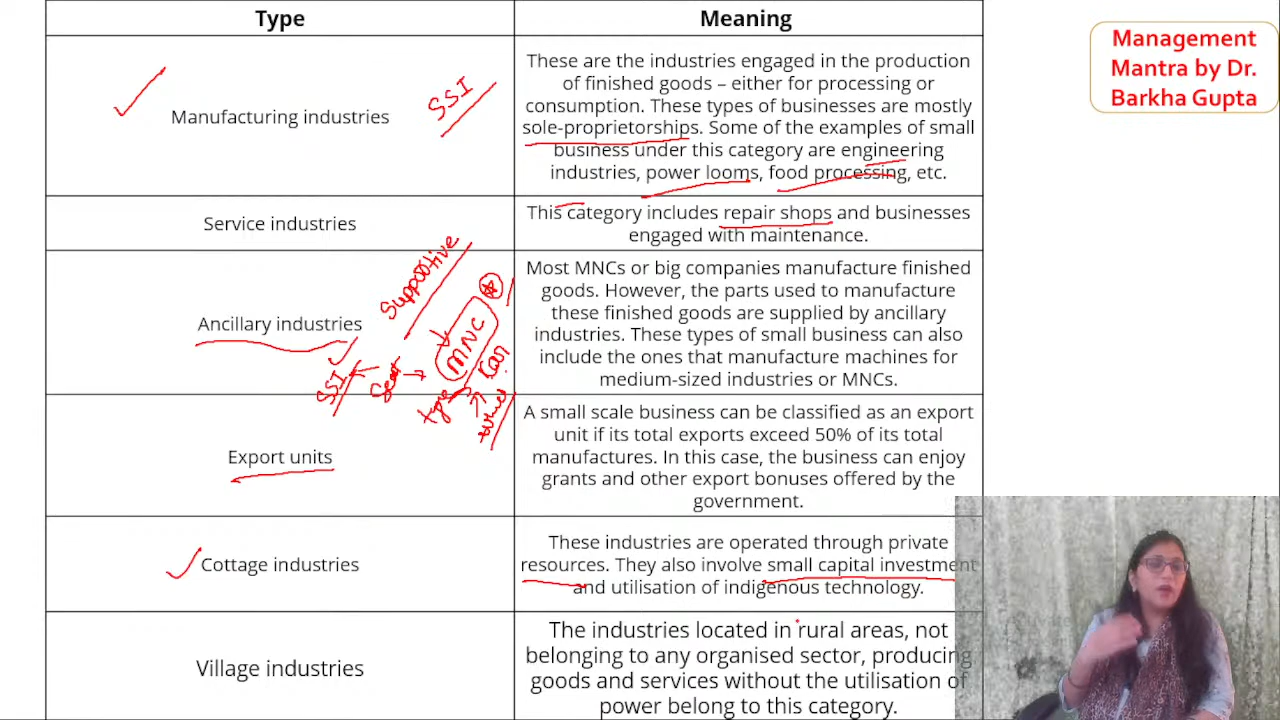 Type
Meaning
Management
Mantra by Dr.
Barkha Gupta
Manufacturing industries
SSI
These are the industries engaged in the production
of finished goods – either for processing or
consumption. These types of businesses are mostly
sole-proprietorships. Some of the examples of small
business under this category are engineering
industries, power looms, food processing, etc.
Service industries
This category includes repair shops and businesses
engaged with maintenance.
Ancillary industries
Supportive
MNC
SSI
Car
Most MNCs or big companies manufacture finished
goods. However, the parts used to manufacture
these finished goods are supplied by ancillary
industries. These types of small business can also
include the ones that manufacture machines for
medium-sized industries or MNCs.
Export units
A small scale business can be classified as an export
unit if its total exports exceed 50% of its total
manufactures. In this case, the business can enjoy
grants and other export bonuses offered by the
government.
Cottage industries
These industries are operated through private
resources. They also involve small capital investment
and utilisation of indigenous technology.
Village industries
The industries located in rural areas, not
belonging to any organised sector, producing
goods and services without the utilisation of
power belong to this category.